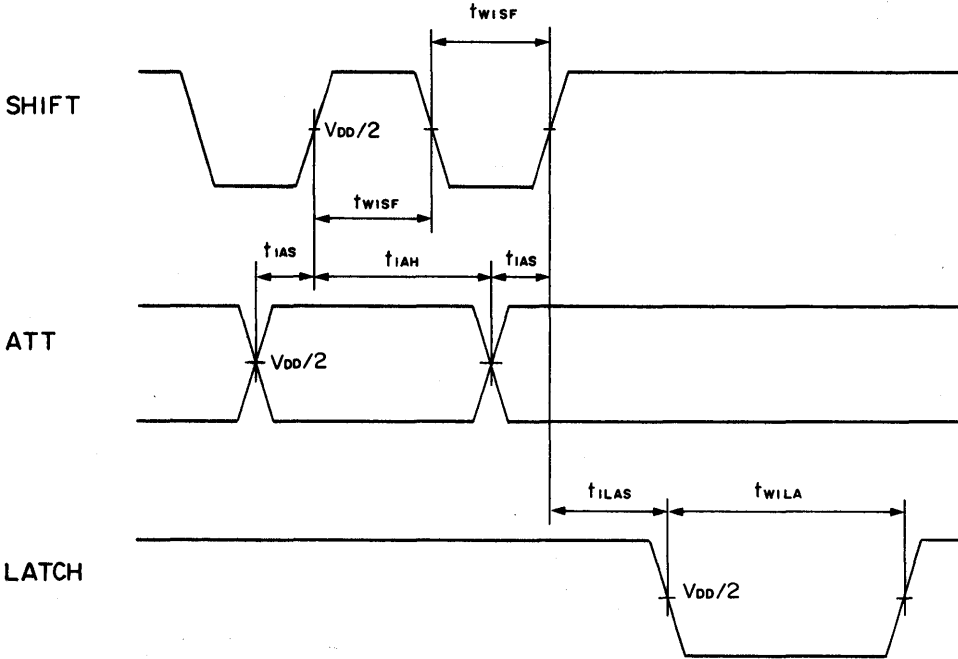 tWISF
SHIFT
VDD/2
tWISF
tIAS
tIAH
tIAS
ATT
VDD/2
tILAS
tWILA
LATCH
VDD/2